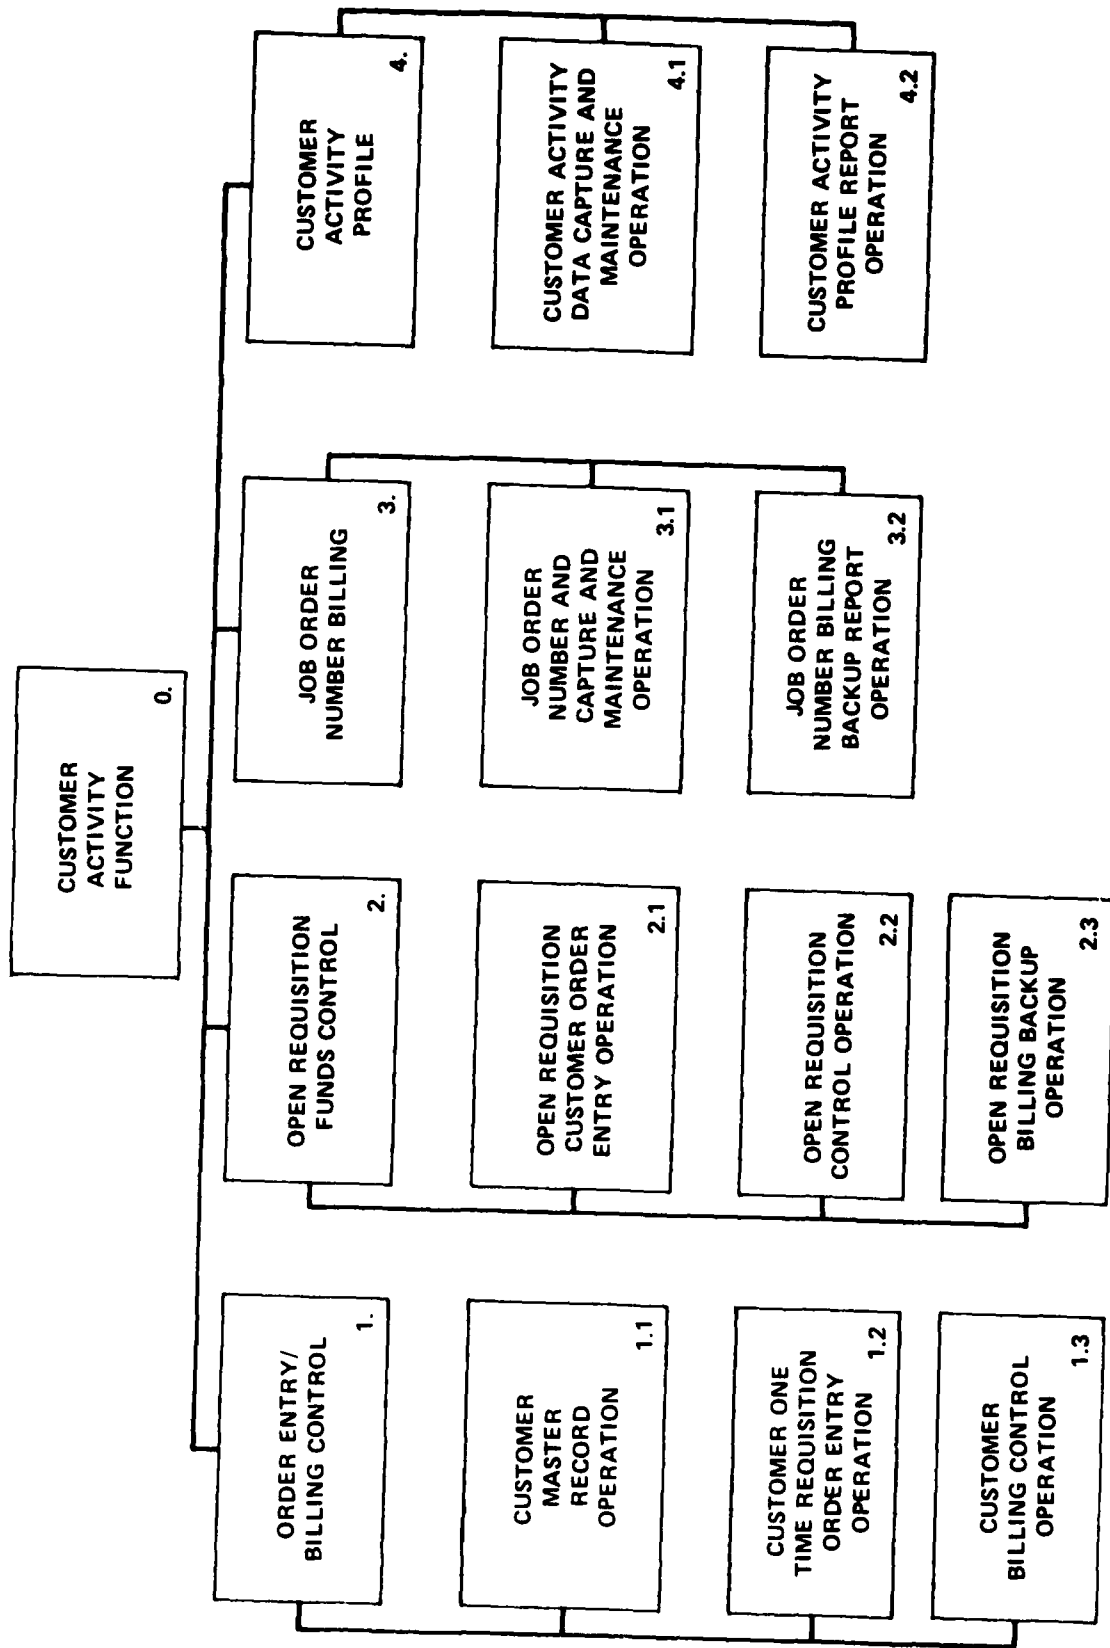 CUSTOMER
ACTIVITY
FUNCTION
0.
ORDER ENTRY/
BILLING CONTROL
1.
CUSTOMER
MASTER
RECORD
OPERATION
1.1
CUSTOMER ONE
TIME REQUISITION
ORDER ENTRY
OPERATION
1.2
CUSTOMER
BILLING CONTROL
OPERATION
1.3
OPEN REQUISITION
FUNDS CONTROL
2.
OPEN REQUISITION
CUSTOMER ORDER
ENTRY OPERATION
2.1
OPEN REQUISITION
CONTROL OPERATION
2.2
OPEN REQUISITION
BILLING BACKUP
OPERATION
2.3
JOB ORDER
NUMBER BILLING
3.
JOB ORDER
NUMBER AND
CAPTURE AND
MAINTENANCE
OPERATION
3.1
JOB ORDER
NUMBER BILLING
BACKUP REPORT
OPERATION
3.2
CUSTOMER
ACTIVITY
PROFILE
4.
CUSTOMER ACTIVITY
DATA CAPTURE AND
MAINTENANCE
OPERATION
4.1
CUSTOMER ACTIVITY
PROFILE REPORT
OPERATION
4.2